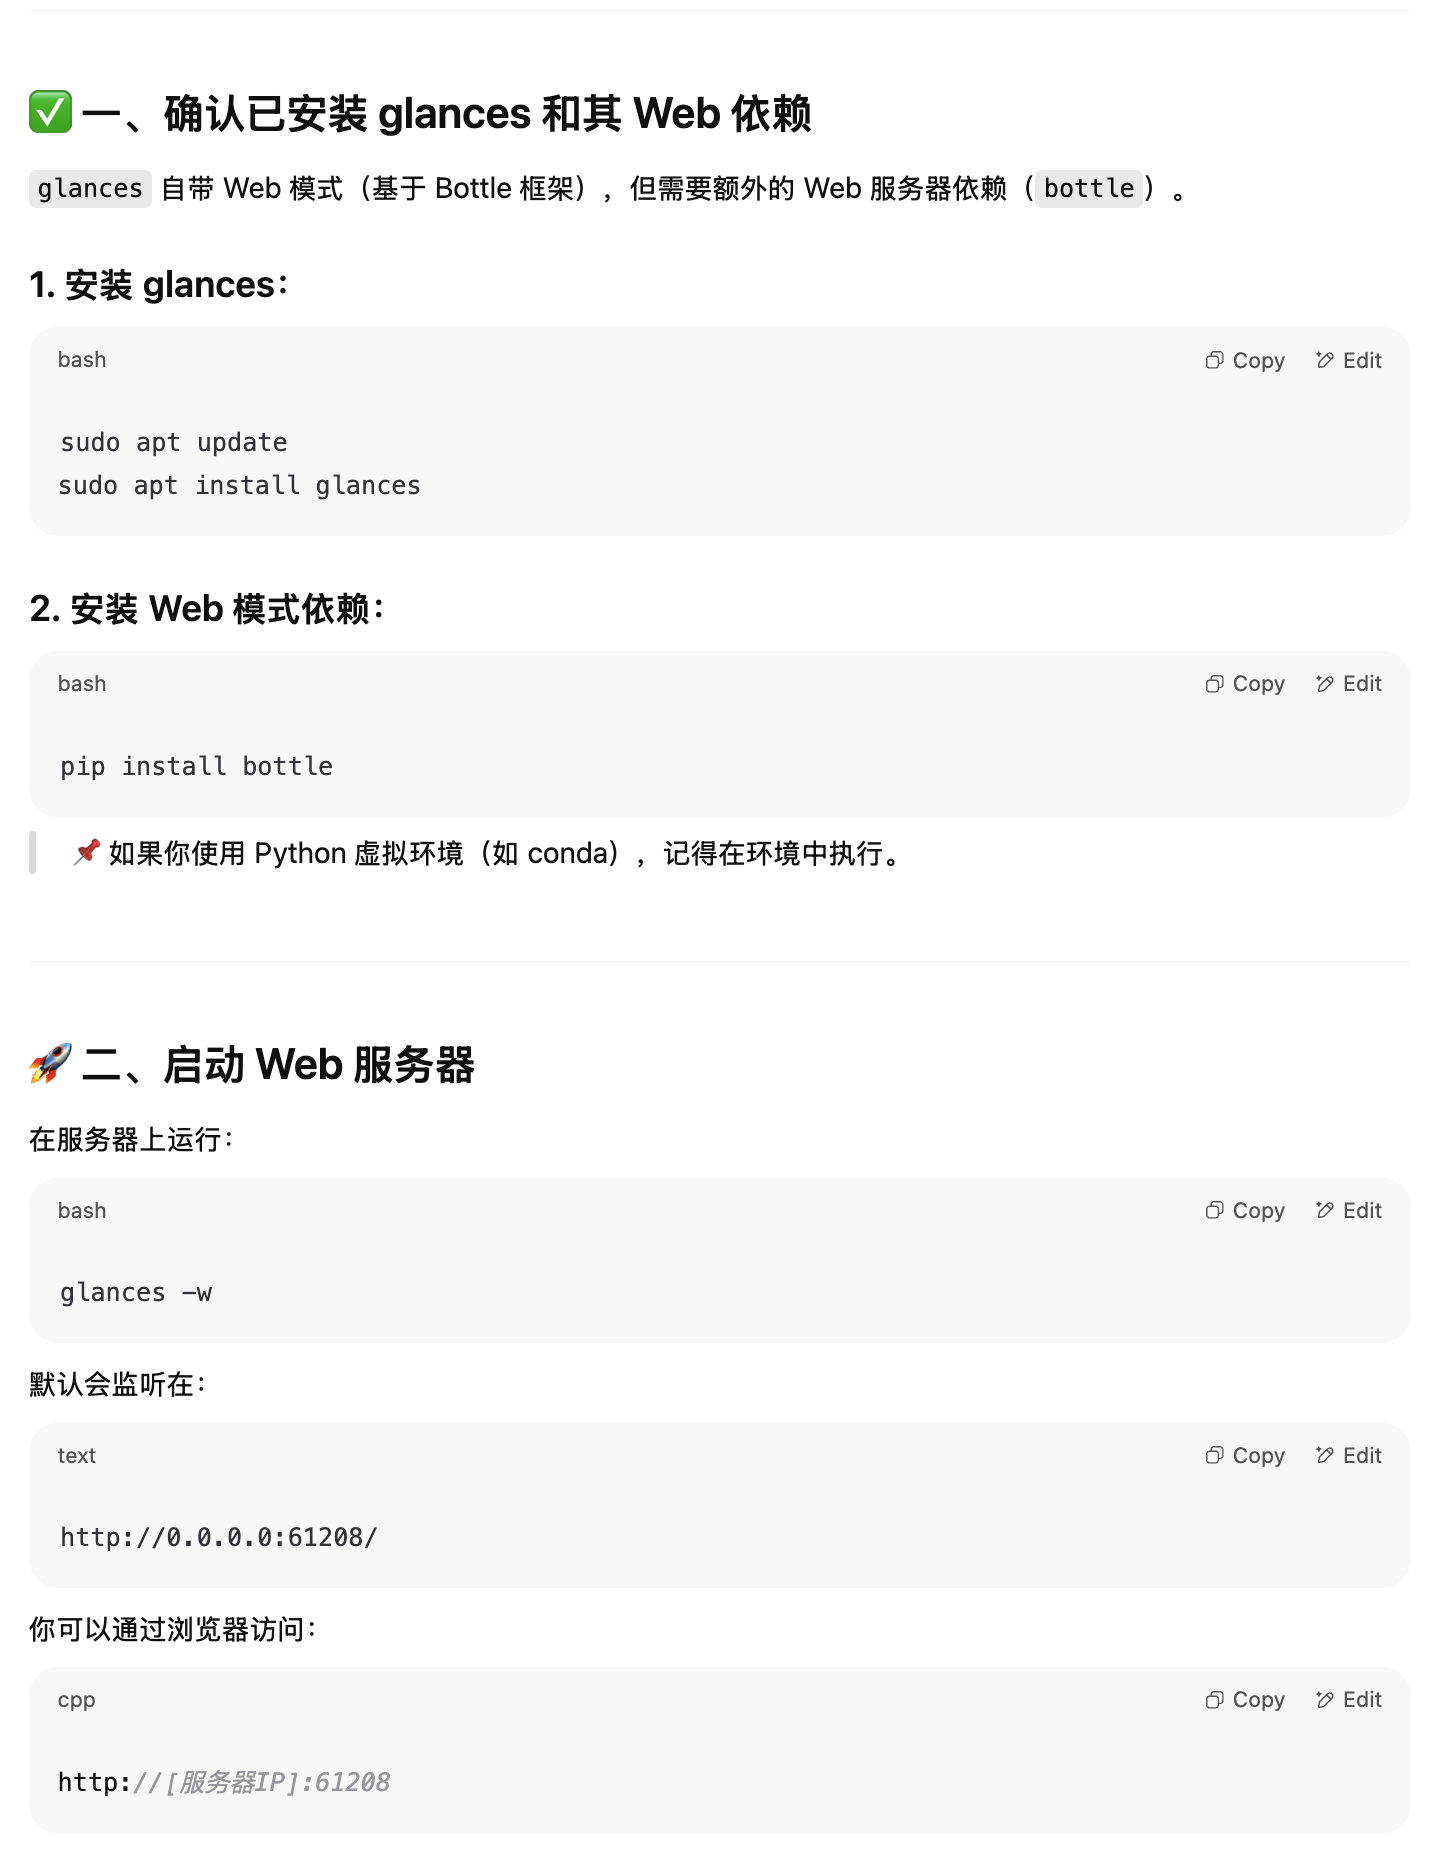 ✅ 一、确认已安装 glances 和其 Web 依赖
glances 自带 Web 模式（基于 Bottle 框架），但需要额外的 Web 服务器依赖（bottle）。
1. 安装 glances：
bash Copy Edit
sudo apt update
sudo apt install glances
2. 安装 Web 模式依赖：
bash Copy Edit
pip install bottle
📌 如果你使用 Python 虚拟环境（如 conda），记得在环境中执行。
🚀 二、启动 Web 服务器
在服务器上运行：
bash Copy Edit
glances -w
默认会监听在：
text Copy Edit
http://0.0.0.0:61208/
你可以通过浏览器访问：
cpp Copy Edit
http://[服务器IP]:61208